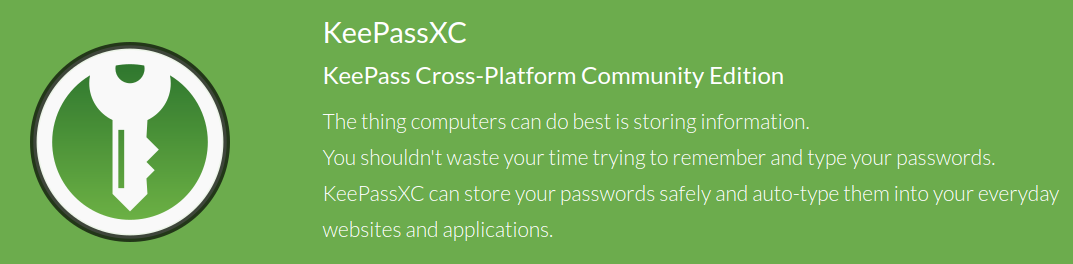 KeePassXC
KeePass Cross-Platform Community Edition
The thing computers can do best is storing information.
You shouldn't waste your time trying to remember and type your passwords.
KeePassXC can store your passwords safely and auto-type them into your everyday
websites and applications.